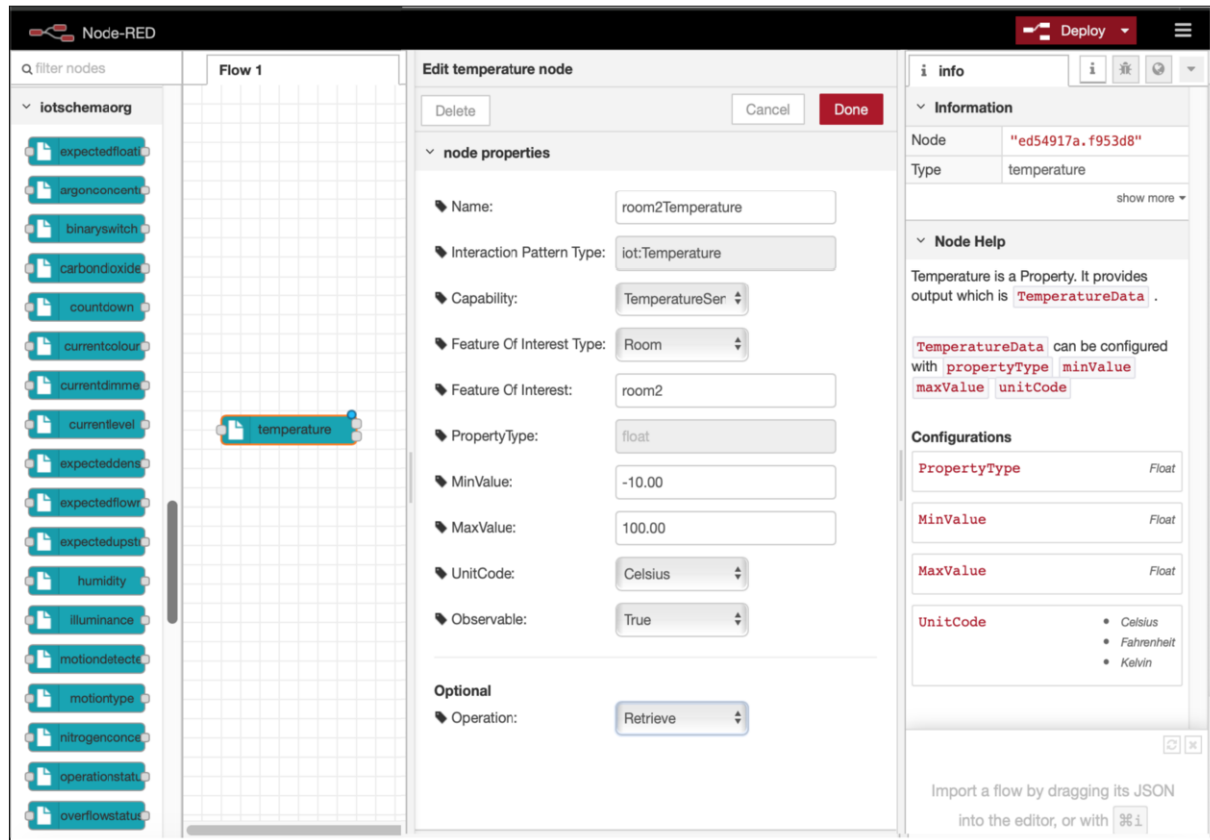 Node-RED
Deploy
filter nodes
iotschemaorg
expectedfloati
argonconcent
binaryswitch
carbondioxide
countdown
currentcolour
currentdimme
currentlevel
expecteddens
expectedflowr
expectedupst
humidity
illuminance
motiondetecte
motiontype
nitrogenconce
operationstatu
overflowstatus
Flow 1
temperature
Edit temperature node
Delete
Cancel
Done
node properties
Name: room2Temperature
Interaction Pattern Type: iot:Temperature
Capability: TemperatureSer
Feature Of Interest Type: Room
Feature Of Interest: room2
PropertyType: float
MinValue: -10.00
MaxValue: 100.00
UnitCode: Celsius
Observable: True
Optional
Operation: Retrieve
i info
i
Information
Node "ed54917a.f953d8"
Type temperature
show more
Node Help
Temperature is a Property. It provides
output which is TemperatureData .
TemperatureData can be configured
with propertyType minValue
maxValue unitCode
Configurations
PropertyType Float
MinValue Float
MaxValue Float
UnitCode • Celsius
• Fahrenheit
• Kelvin
Import a flow by dragging its JSON
into the editor, or with ⌘i